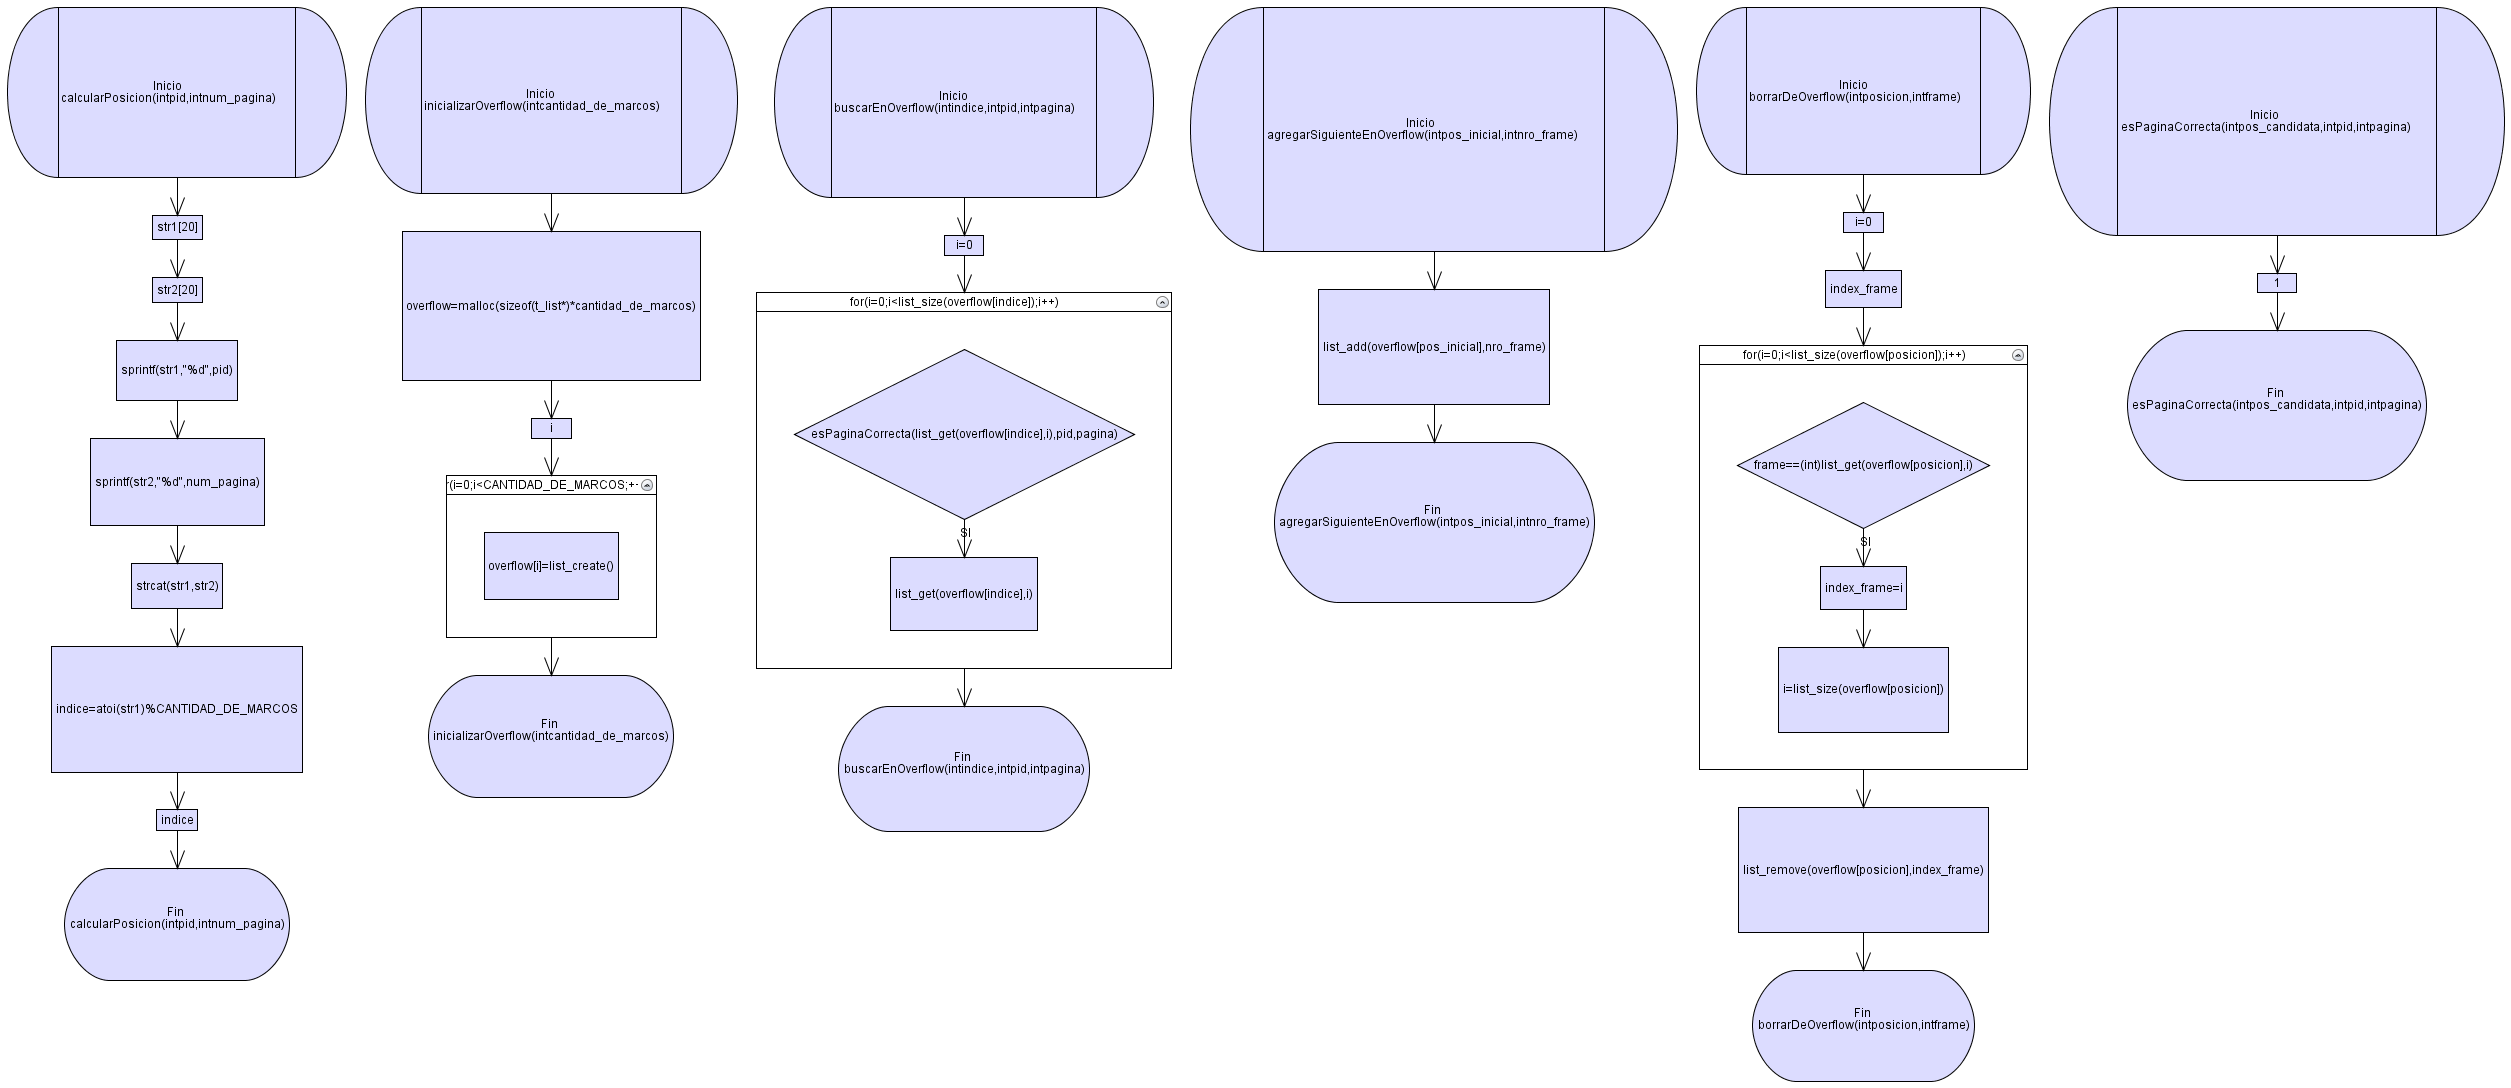 Inicio
calcularPosicion(intpid,intnum_pagina)
str1[20]
str2[20]
sprintf(str1,"%d",pid)
sprintf(str2,"%d",num_pagina)
strcat(str1,str2)
indice=atoi(str1)%CANTIDAD_DE_MARCOS
indice
Fin
calcularPosicion(intpid,intnum_pagina)
Inicio
inicializarOverflow(intcantidad_de_marcos)
overflow=malloc(sizeof(t_list*)*cantidad_de_marcos)
i
r(i=0;i<CANTIDAD_DE_MARCOS;+-
overflow[i]=list_create()
Fin
inicializarOverflow(intcantidad_de_marcos)
Inicio
buscarEnOverflow(intindice,intpid,intpagina)
i=0
for(i=0;i<list_size(overflow[indice]);i++)
esPaginaCorrecta(list_get(overflow[indice],i),pid,pagina)
SI
list_get(overflow[indice],i)
Fin
buscarEnOverflow(intindice,intpid,intpagina)
Inicio
agregarSiguienteEnOverflow(intpos_inicial,intnro_frame)
list_add(overflow[pos_inicial],nro_frame)
Fin
agregarSiguienteEnOverflow(intpos_inicial,intnro_frame)
Inicio
borrarDeOverflow(intposicion,intframe)
i=0
index_frame
for(i=0;i<list_size(overflow[posicion]);i++)
frame==(int)list_get(overflow[posicion],i)
SI
index_frame=i
i=list_size(overflow[posicion])
list_remove(overflow[posicion],index_frame)
Fin
borrarDeOverflow(intposicion,intframe)
Inicio
esPaginaCorrecta(intpos_candidata,intpid,intpagina)
1
Fin
esPaginaCorrecta(intpos_candidata,intpid,intpagina)